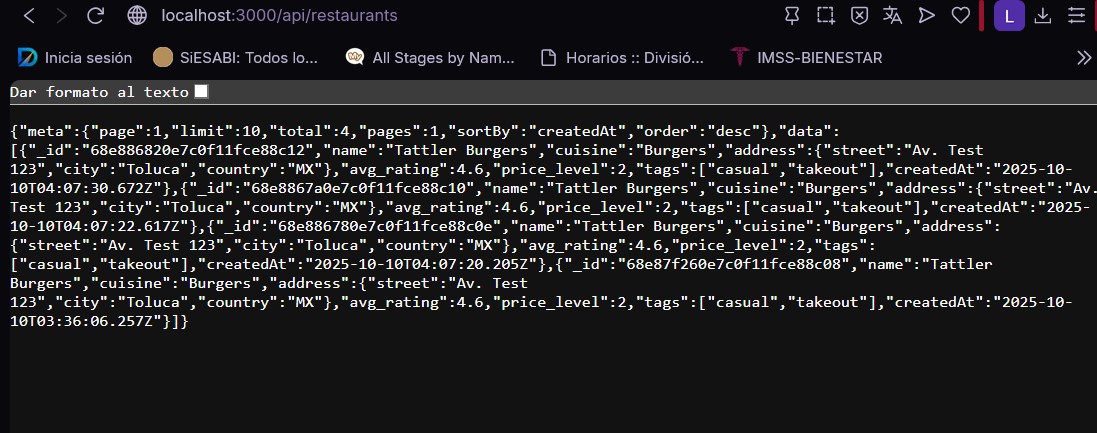 localhost:3000/api/restaurants
L
Inicia sesión
SiESABI: Todos lo...
All Stages by Nam...
Horarios :: Divisió...
IMSS-BIENESTAR
Dar formato al texto
{"meta":{"page":1,"limit":10,"total":4,"pages":1,"sortBy":"createdAt","order":"desc"},"data":
[{"_id":"68e886820e7c0f11fce88c12","name":"Tattler Burgers","cuisine":"Burgers","address":{"street":"Av. Test
123","city":"Toluca","country":"MX"},"avg_rating":4.6,"price_level":2,"tags":["casual","takeout"],"createdAt":"2025-10-
10T04:07:30.672Z"},{"_id":"68e8867a0e7c0f11fce88c10","name":"Tattler Burgers","cuisine":"Burgers","address":{"street":"Av.
Test 123","city":"Toluca","country":"MX"},"avg_rating":4.6,"price_level":2,"tags":["casual","takeout"],"createdAt":"2025-
10-10T04:07:22.617Z"},{"_id":"68e886780e7c0f11fce88c0e","name":"Tattler Burgers","cuisine":"Burgers","address":
{"street":"Av. Test 123","city":"Toluca","country":"MX"},"avg_rating":4.6,"price_level":2,"tags":
["casual","takeout"],"createdAt":"2025-10-10T04:07:20.205Z"},{"_id":"68e87f260e7c0f11fce88c08","name":"Tattler
Burgers","cuisine":"Burgers","address":{"street":"Av. Test
123","city":"Toluca","country":"MX"},"avg_rating":4.6,"price_level":2,"tags":["casual","takeout"],"createdAt":"2025-10-
10T03:36:06.257Z"}]}